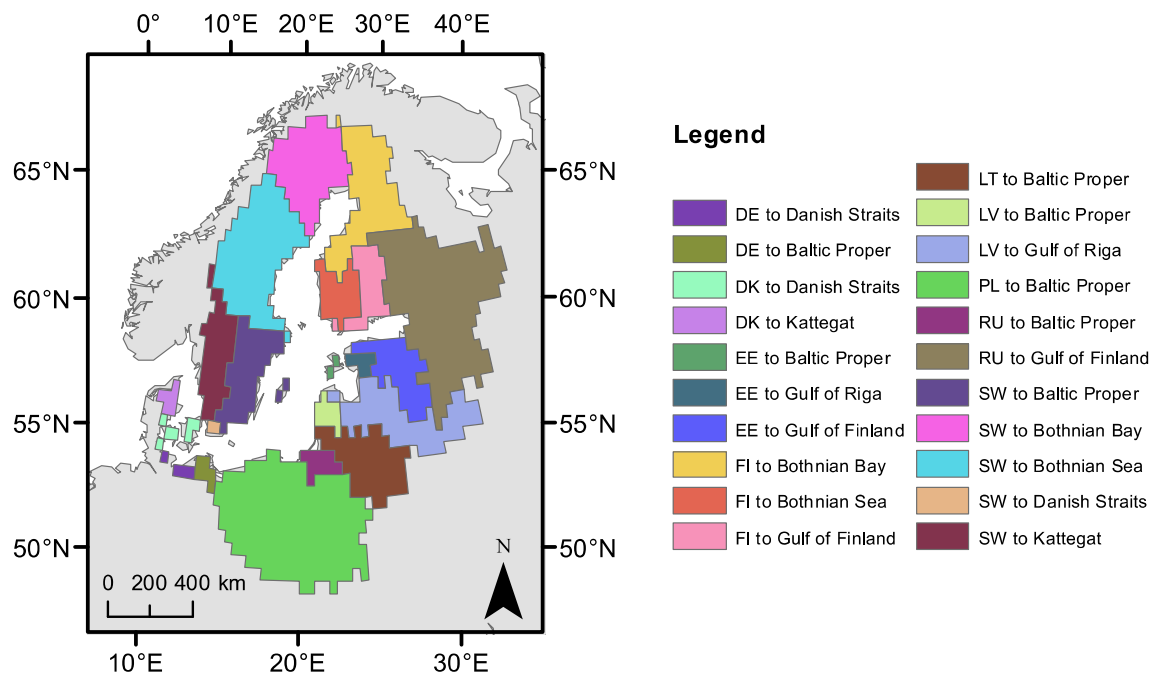 0° 10°E 20°E 30°E 40°E
65°N 65°N
60°N 60°N
55°N 55°N
50°N 50°N
N
0 200 400 km
10°E 20°E 30°E
Legend
DE to Danish Straits
DE to Baltic Proper
DK to Danish Straits
DK to Kattegat
EE to Baltic Proper
EE to Gulf of Riga
EE to Gulf of Finland
FI to Bothnian Bay
FI to Bothnian Sea
FI to Gulf of Finland
LT to Baltic Proper
LV to Baltic Proper
LV to Gulf of Riga
PL to Baltic Proper
RU to Baltic Proper
RU to Gulf of Finland
SW to Baltic Proper
SW to Bothnian Bay
SW to Bothnian Sea
SW to Danish Straits
SW to Kattegat